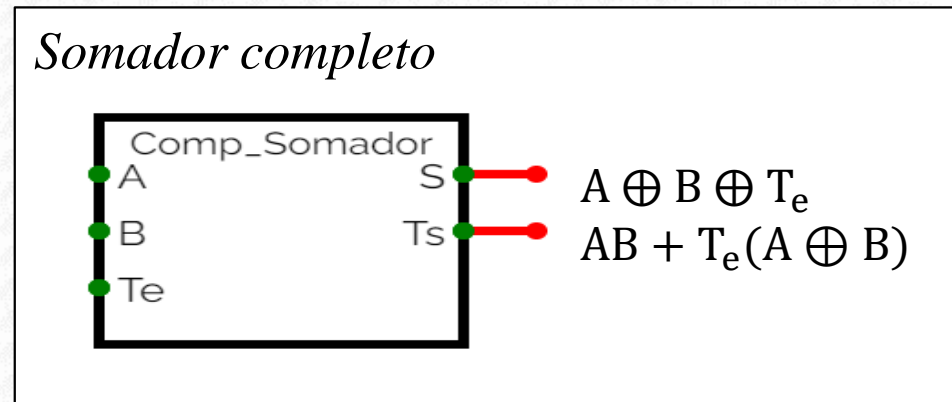 Somador completo
Comp_Somador
A S A ⊕ B ⊕ Tₑ
B Ts AB + Tₑ(A ⊕ B)
Te